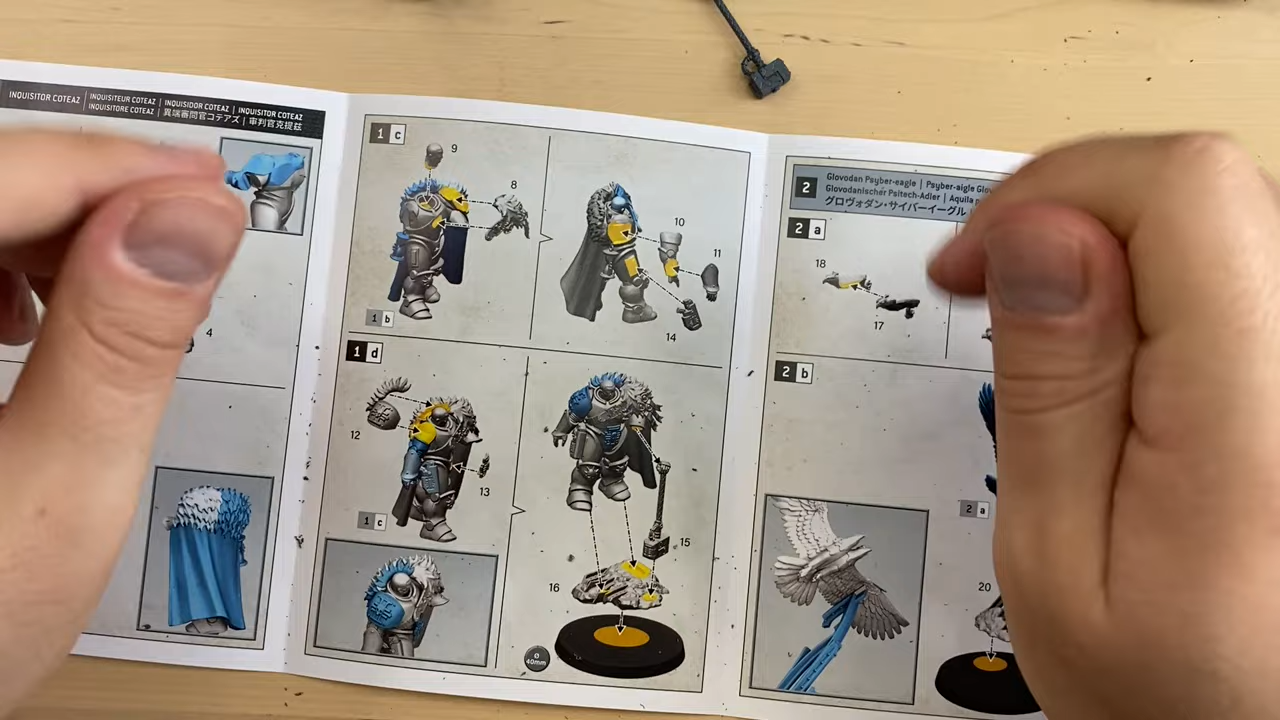 INQUISITOR COTEAZ | INQUISITEUR COTEAZ | INQUISIDOR COTEAZ | INQUISITOR COTEAZ
INQUISITORE COTEAZ | 異端審問官コテアズ | 审判官克提兹
4
1 c
9
8
1 b
10
11
14
1 d
12
13
1 c
15
16
Ø
40mm
2
Glovodan Psyber-eagle | Psyber-aigle
Glovodanischer Psitech-Adler | Aquila
グロヴォダン・サイバーイーグル |
2 a
18
17
2 b
2 a
20